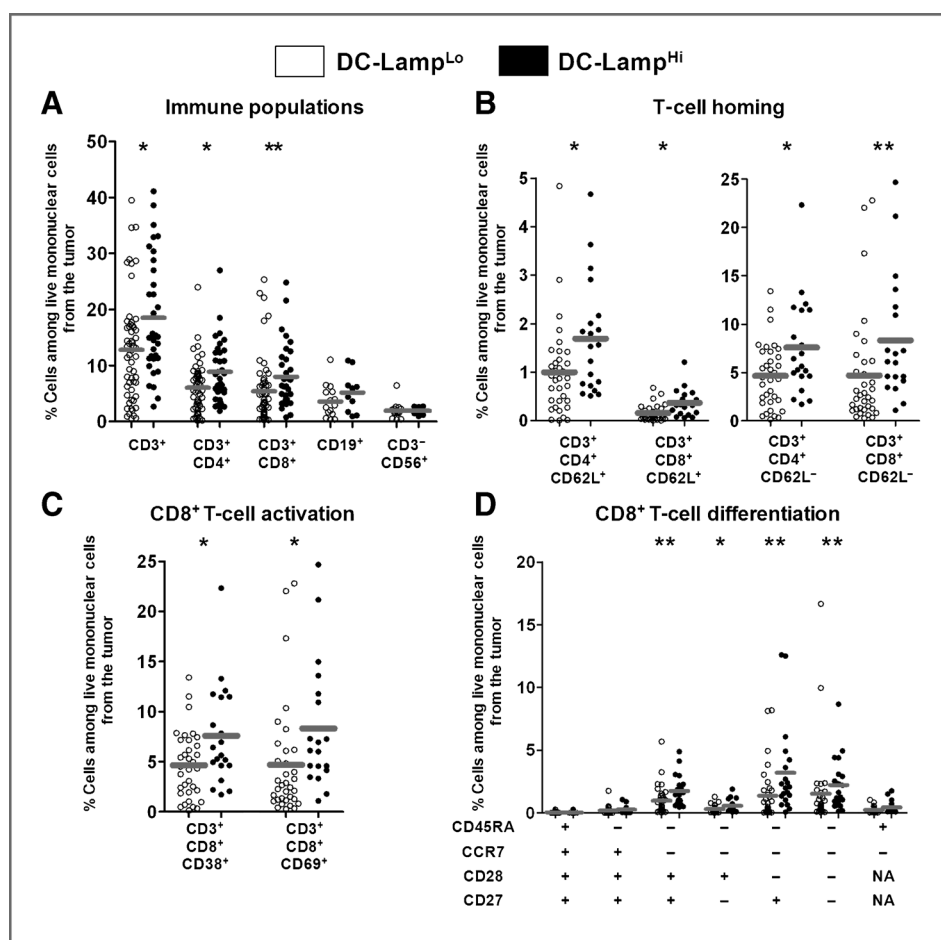 DC-Lamp^Lo DC-Lamp^Hi
A
Immune populations
* * **
% Cells among live mononuclear cells
from the tumor
50
40
30
20
10
0
CD3⁺ CD3⁺ CD3⁺ CD19⁺ CD3⁻
CD4⁺ CD8⁺ CD56⁺
B
T-cell homing
* * * **
% Cells among live mononuclear cells
from the tumor
5
4
3
2
1
0
25
20
15
10
5
0
CD3⁺ CD3⁺ CD3⁺ CD3⁺
CD4⁺ CD8⁺ CD4⁺ CD8⁺
CD62L⁺ CD62L⁺ CD62L⁻ CD62L⁻
C
CD8⁺ T-cell activation
* *
% Cells among live mononuclear cells
from the tumor
25
20
15
10
5
0
CD3⁺ CD3⁺
CD8⁺ CD8⁺
CD38⁺ CD69⁺
D
CD8⁺ T-cell differentiation
** * ** **
% Cells among live mononuclear cells
from the tumor
20
15
10
5
0
CD45RA + – – – – – +
CCR7 + + – – – – –
CD28 + + + + – – NA
CD27 + + + – + – NA